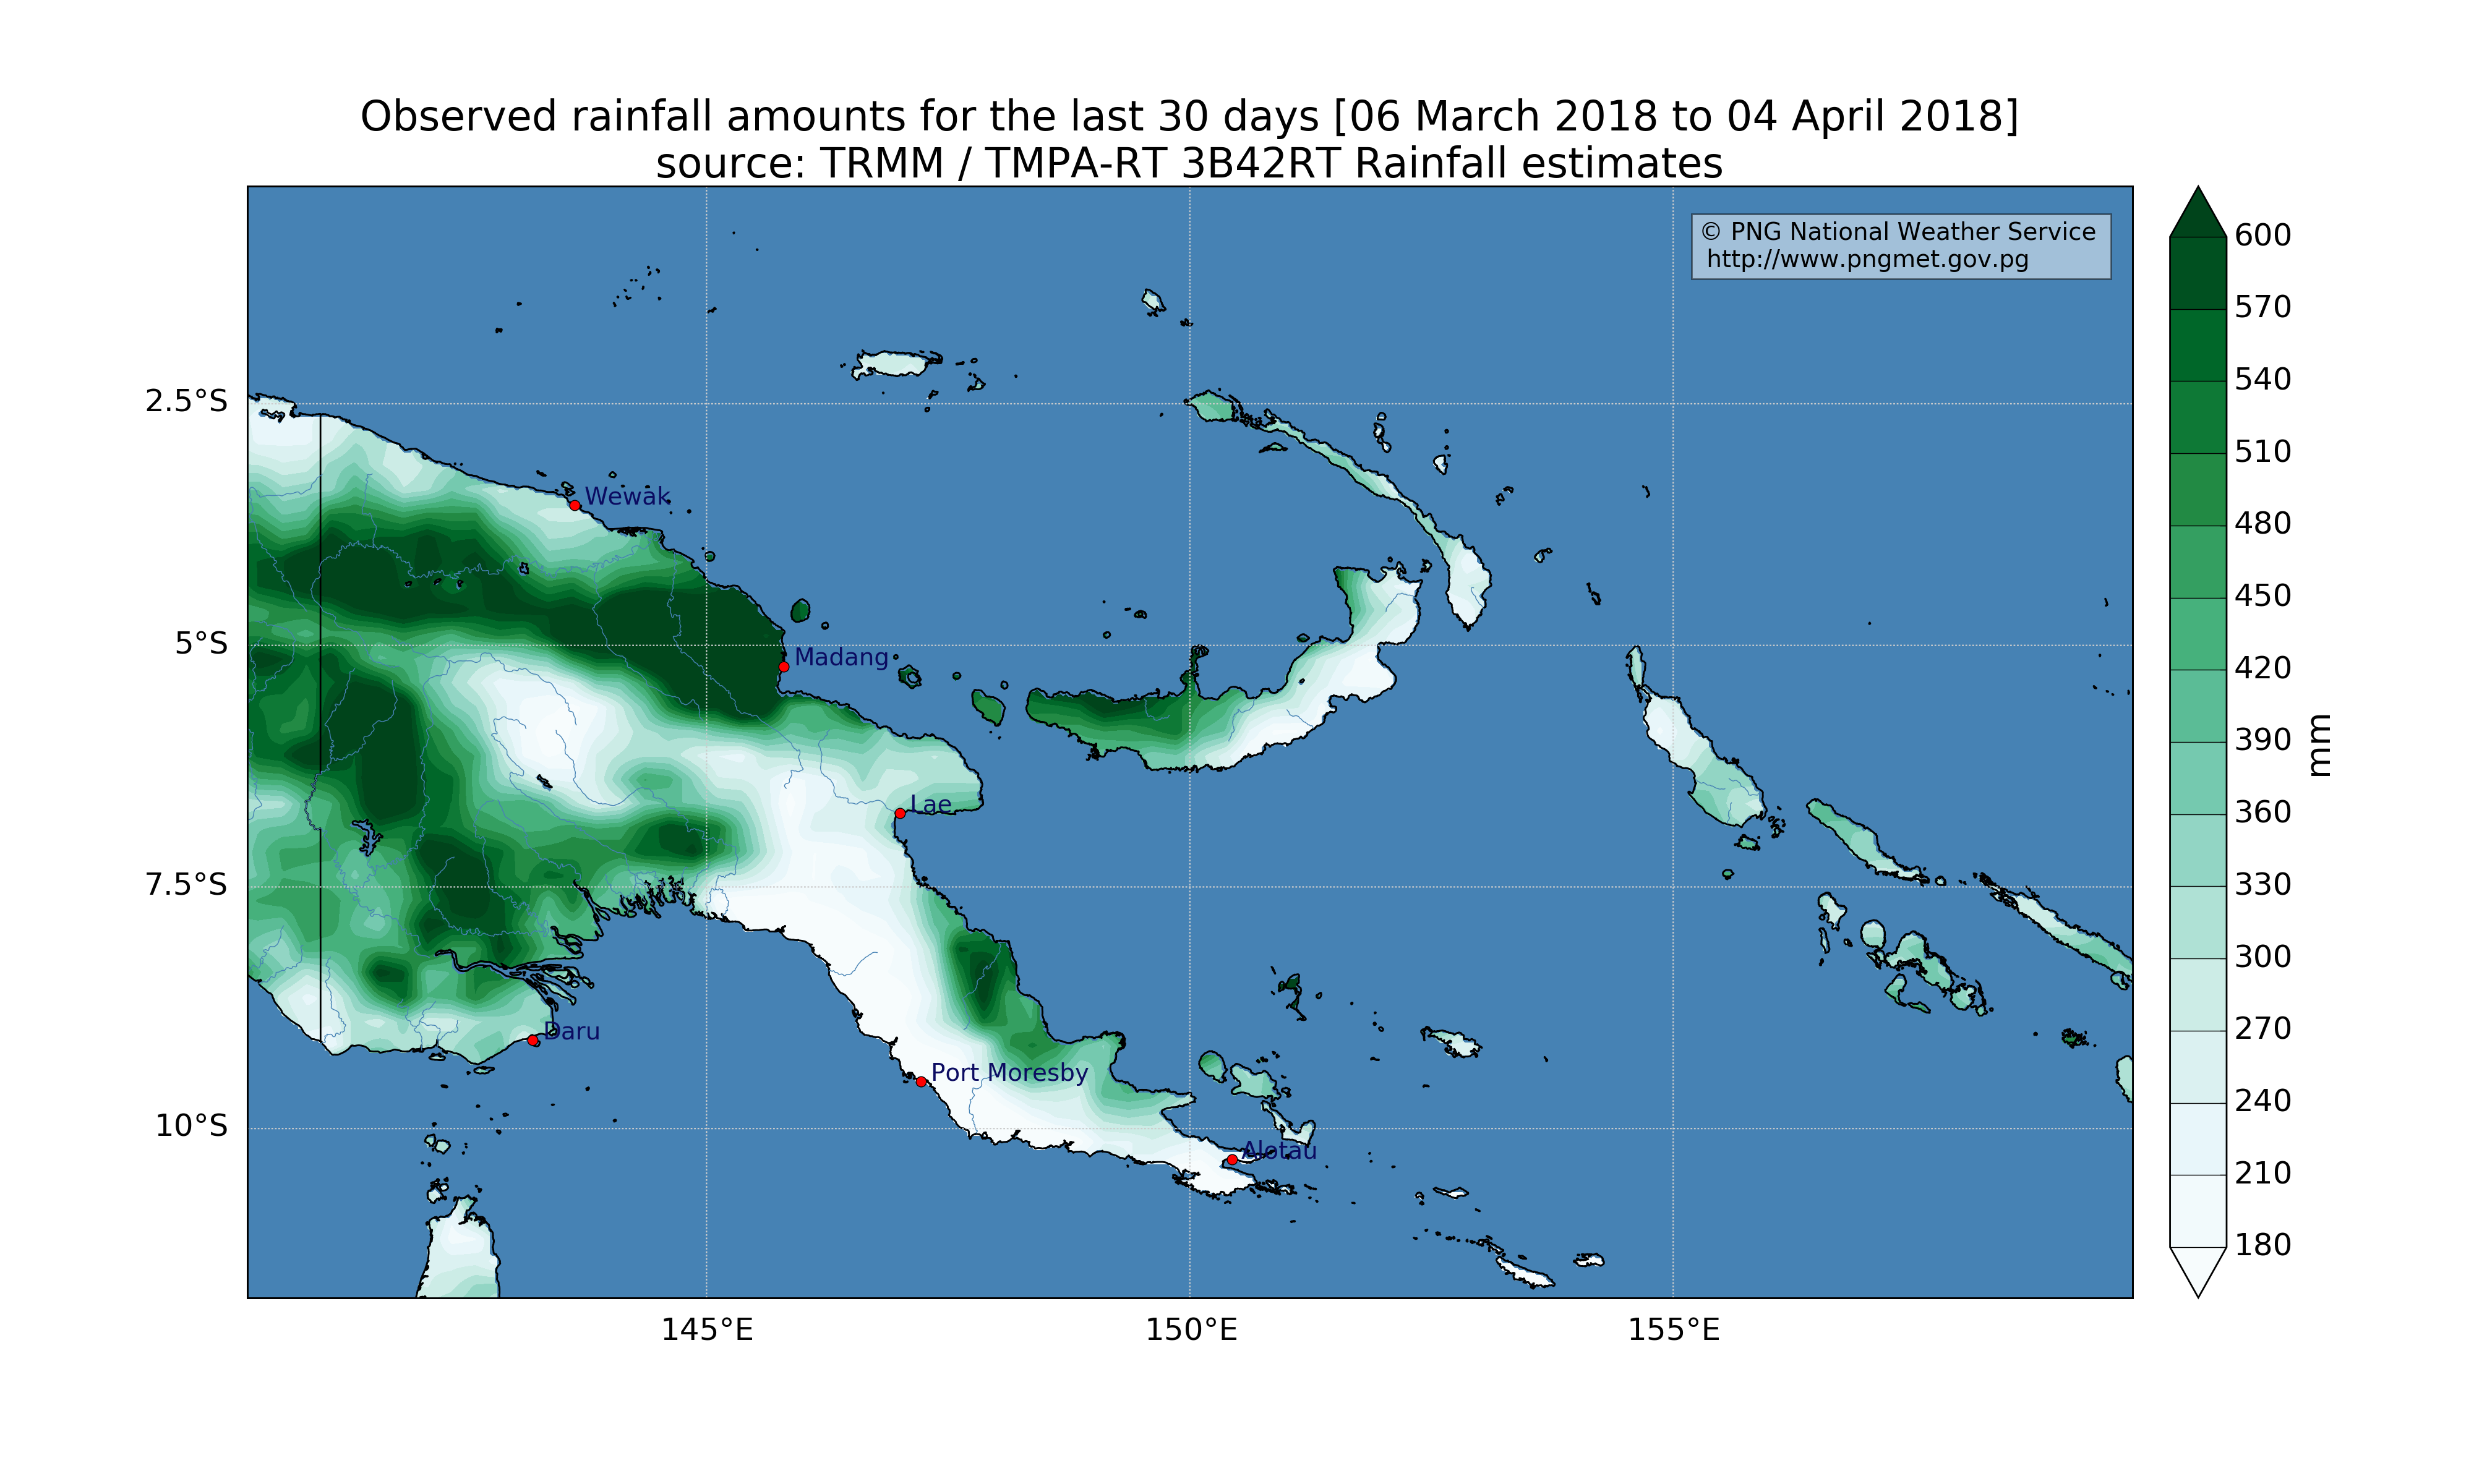 Observed rainfall amounts for the last 30 days [06 March 2018 to 04 April 2018]
source: TRMM / TMPA-RT 3B42RT Rainfall estimates
© PNG National Weather Service
http://www.pngmet.gov.pg
600
570
540
510
480
450
420
390
360
330
300
270
240
210
180
mm
2.5°S
5°S
7.5°S
10°S
Wewak
Madang
Lae
Daru
Port Moresby
Alotau
145°E
150°E
155°E